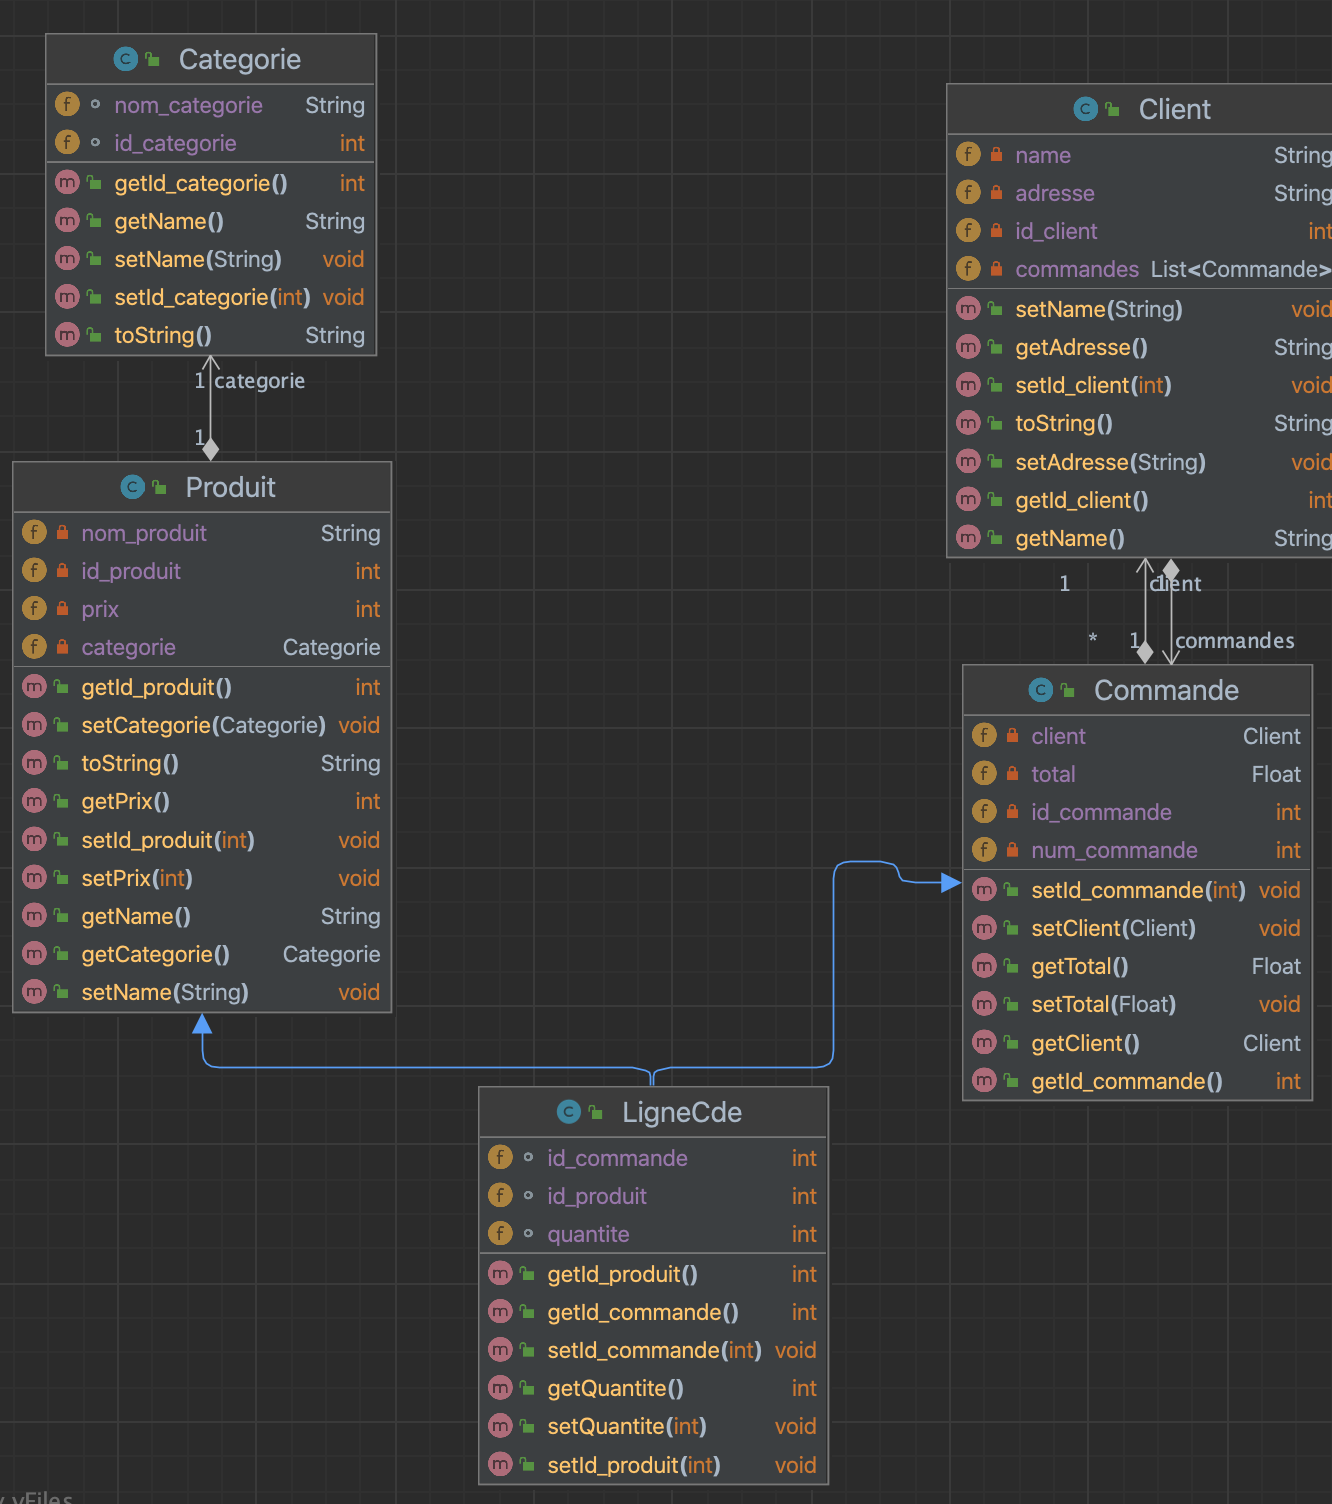 Categorie
nom_categorie String
id_categorie int
getId_categorie() int
getName() String
setName(String) void
setId_categorie(int) void
toString() String
1 categorie
1
Produit
nom_produit String
id_produit int
prix int
categorie Categorie
getId_produit() int
setCategorie(Categorie) void
toString() String
getPrix() int
setId_produit(int) void
setPrix(int) void
getName() String
getCategorie() Categorie
setName(String) void
Client
name String
adresse String
id_client int
commandes List<Commande>
setName(String) void
getAdresse() String
setId_client(int) void
toString() String
setAdresse(String) void
getId_client() int
getName() String
1 client 1
* 1 commandes
Commande
client Client
total Float
id_commande int
num_commande int
setId_commande(int) void
setClient(Client) void
getTotal() Float
setTotal(Float) void
getClient() Client
getId_commande() int
LigneCde
id_commande int
id_produit int
quantite int
getId_produit() int
getId_commande() int
setId_commande(int) void
getQuantite() int
setQuantite(int) void
setId_produit(int) void
yFiles